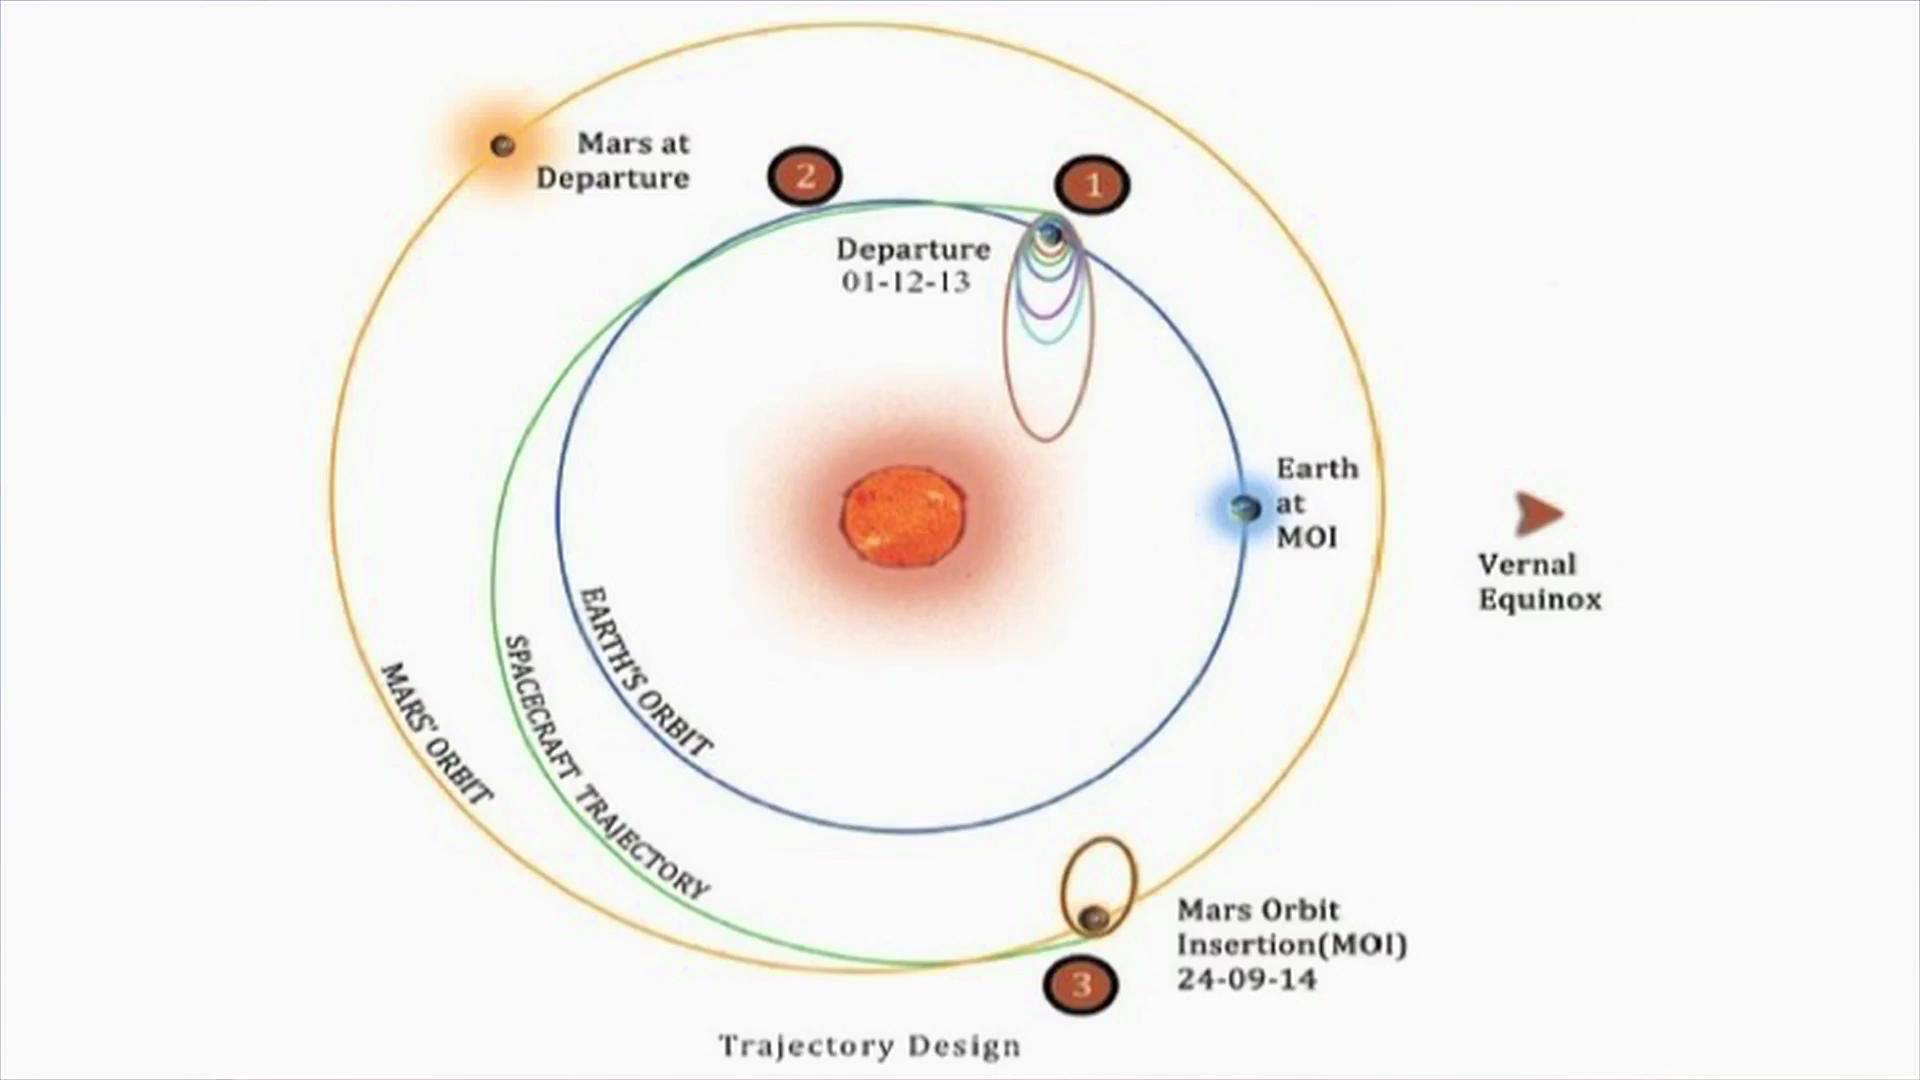 Mars at
Departure
2
1
Departure
01-12-13
Earth
at
MOI
Vernal
Equinox
EARTH'S ORBIT
SPACECRAFT TRAJECTORY
MARS' ORBIT
Mars Orbit
Insertion(MOI)
24-09-14
3
Trajectory Design